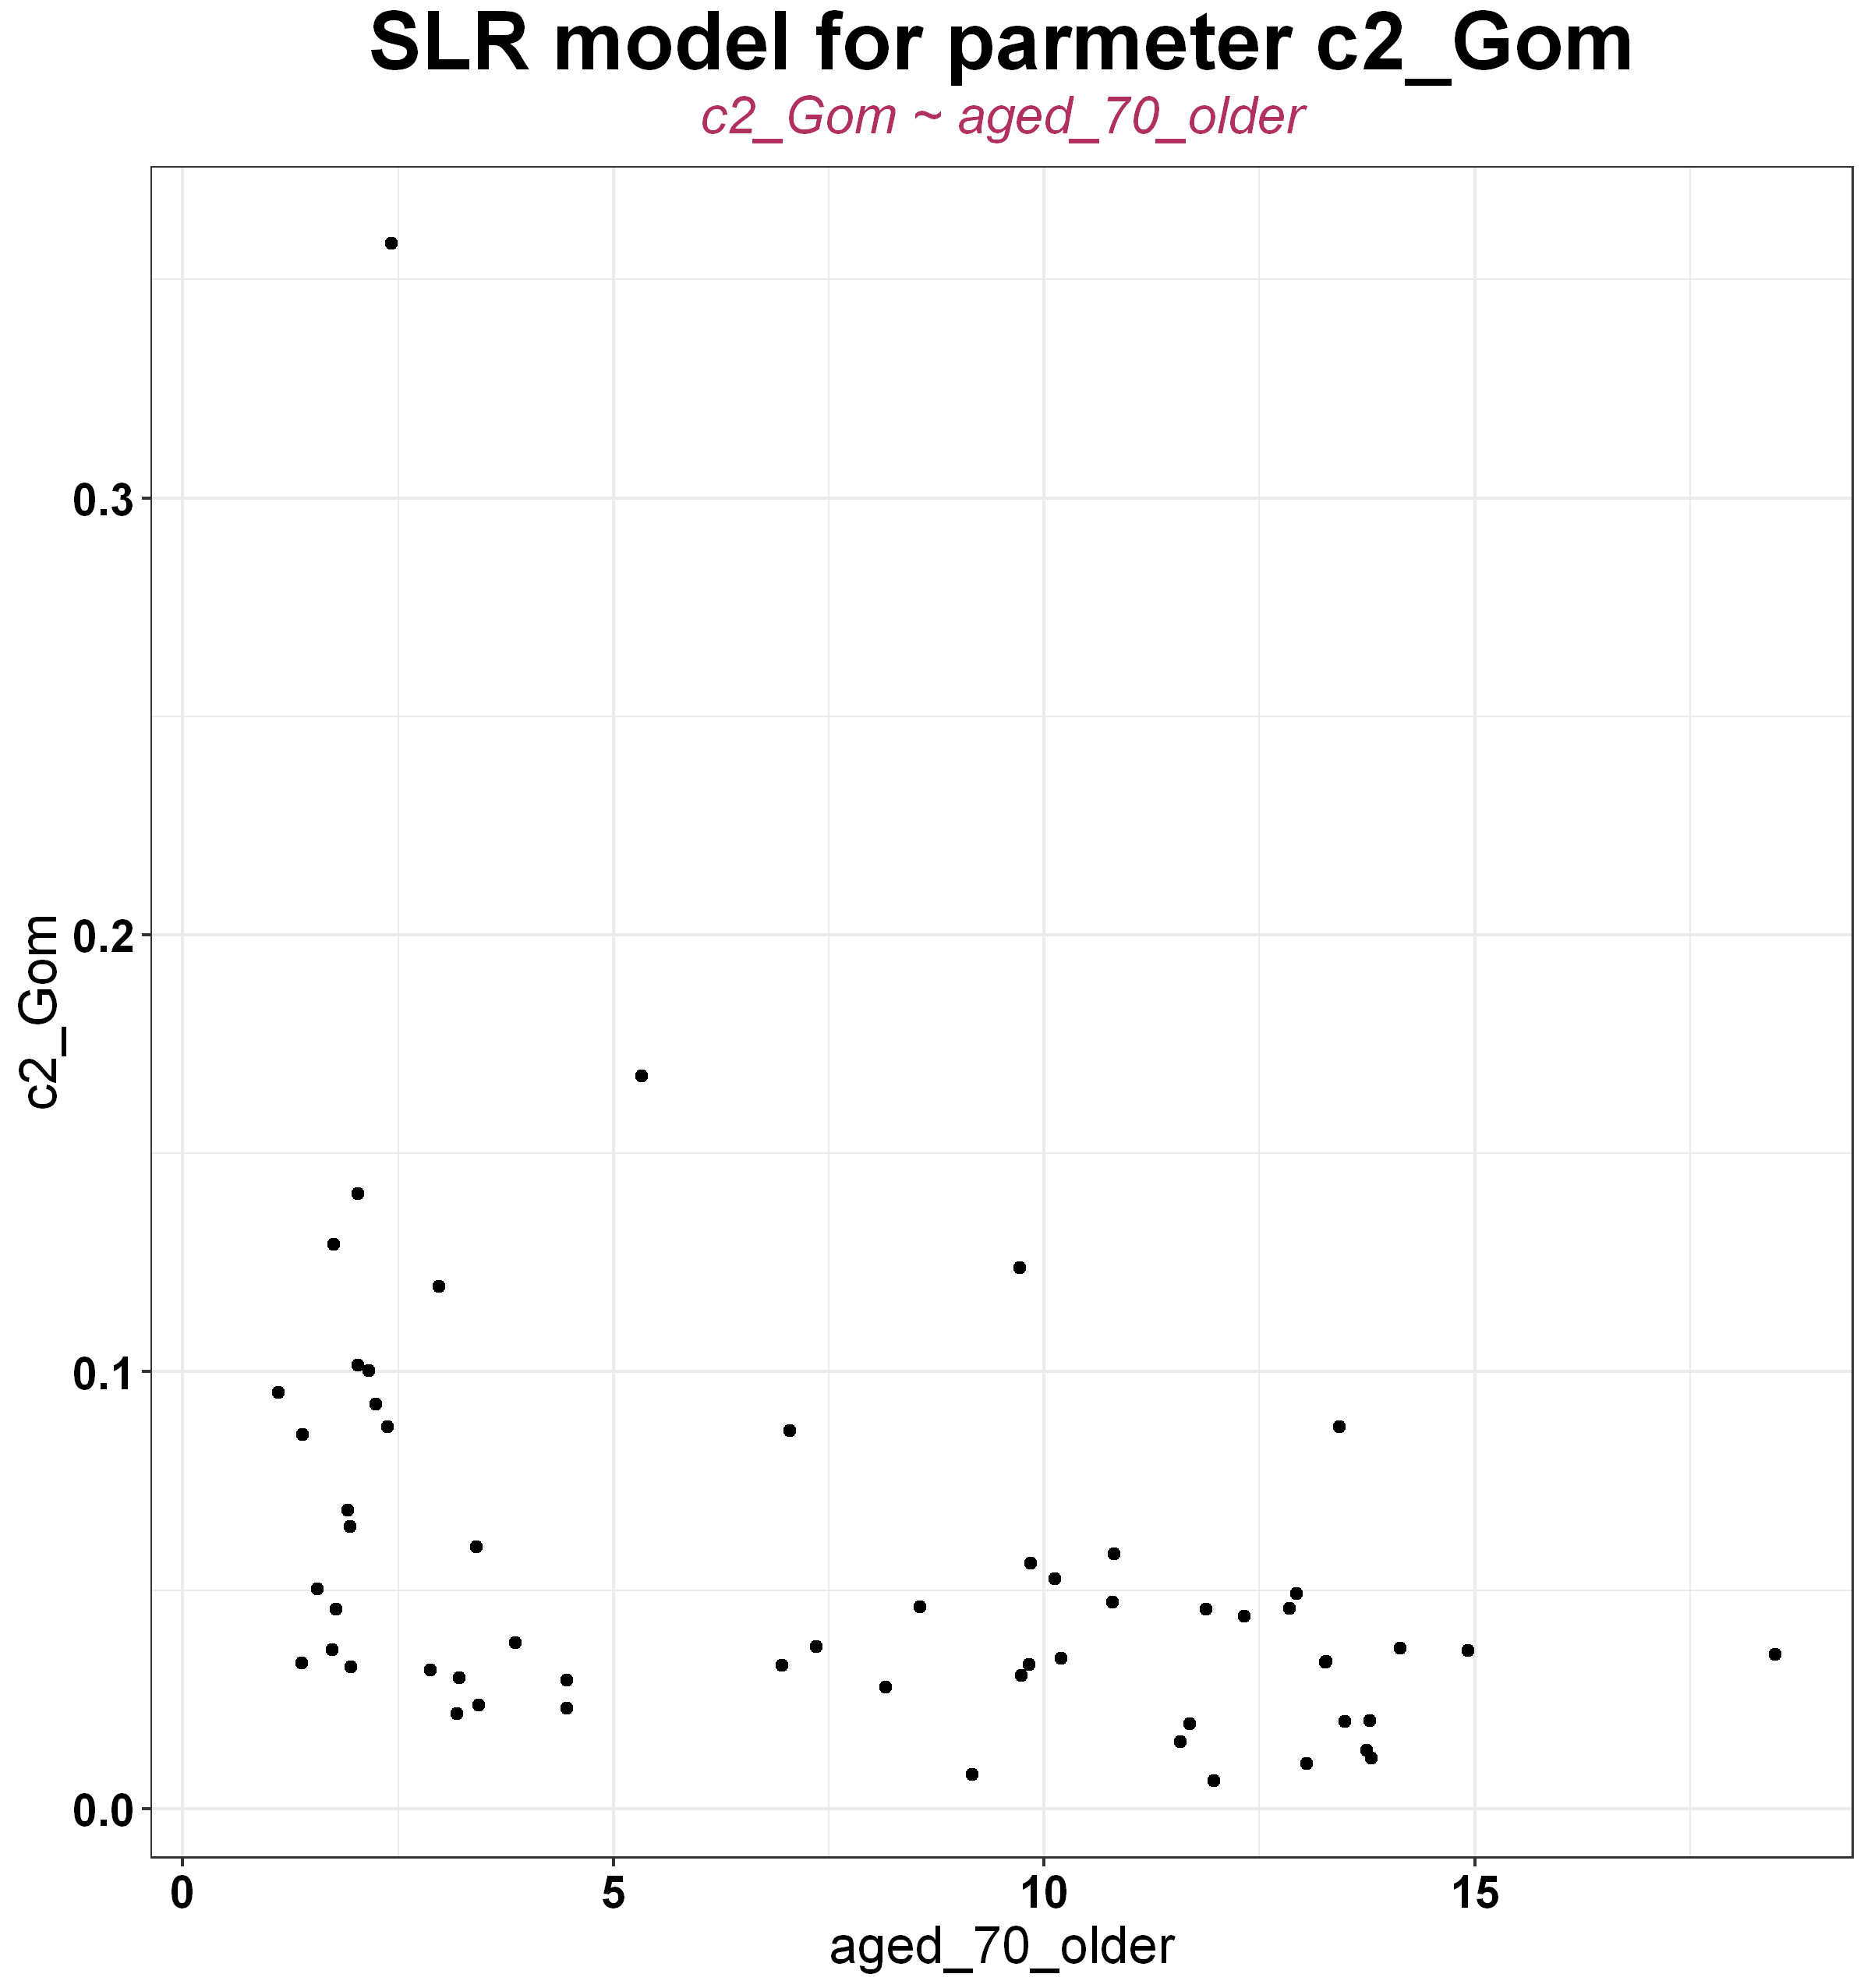 SLR model for parmeter c2_Gom
c2_Gom ~ aged_70_older
0.3
0.2
0.1
0.0
c2_Gom
0 5 10 15
aged_70_older